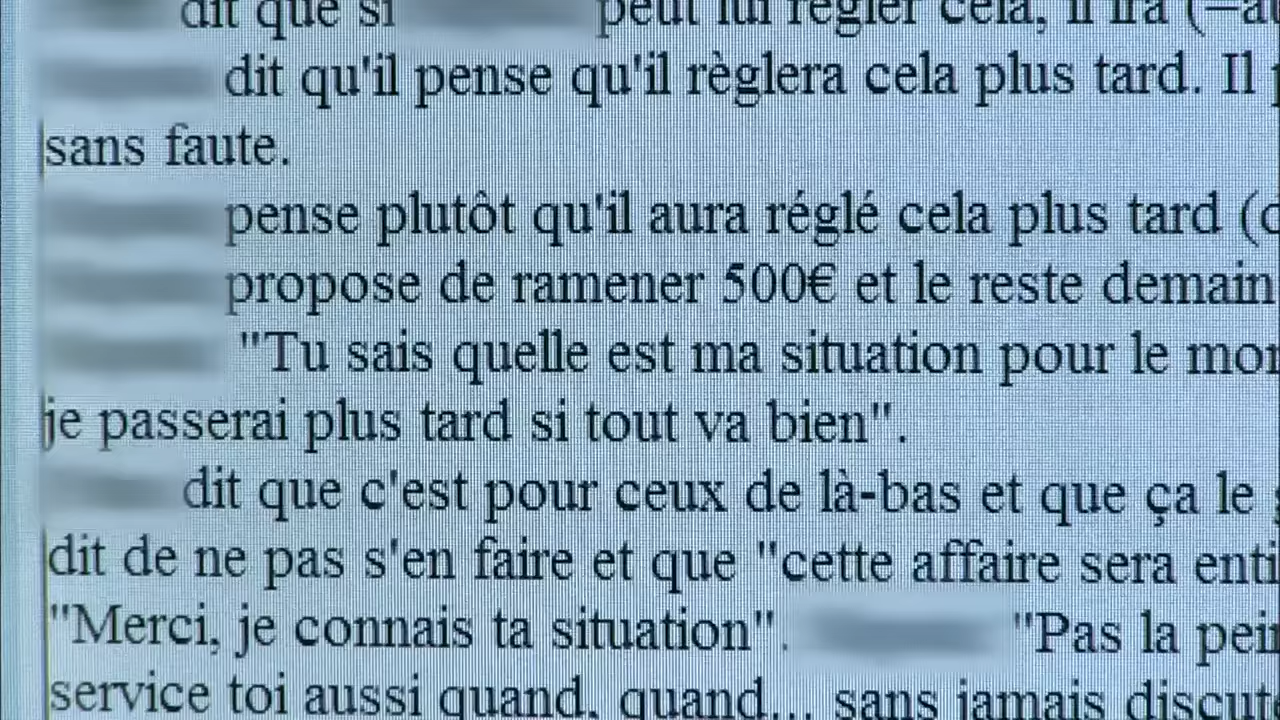 dit que si peut lui régler cela, il ira
dit qu'il pense qu'il règlera cela plus tard. Il
sans faute.
pense plutôt qu'il aura réglé cela plus tard (
propose de ramener 500€ et le reste demain
"Tu sais quelle est ma situation pour le
je passerai plus tard si tout va bien".
dit que c'est pour ceux de là-bas et que ça le
dit de ne pas s'en faire et que "cette affaire sera
"Merci, je connais ta situation". "Pas la
service toi aussi quand, quand... sans jamais